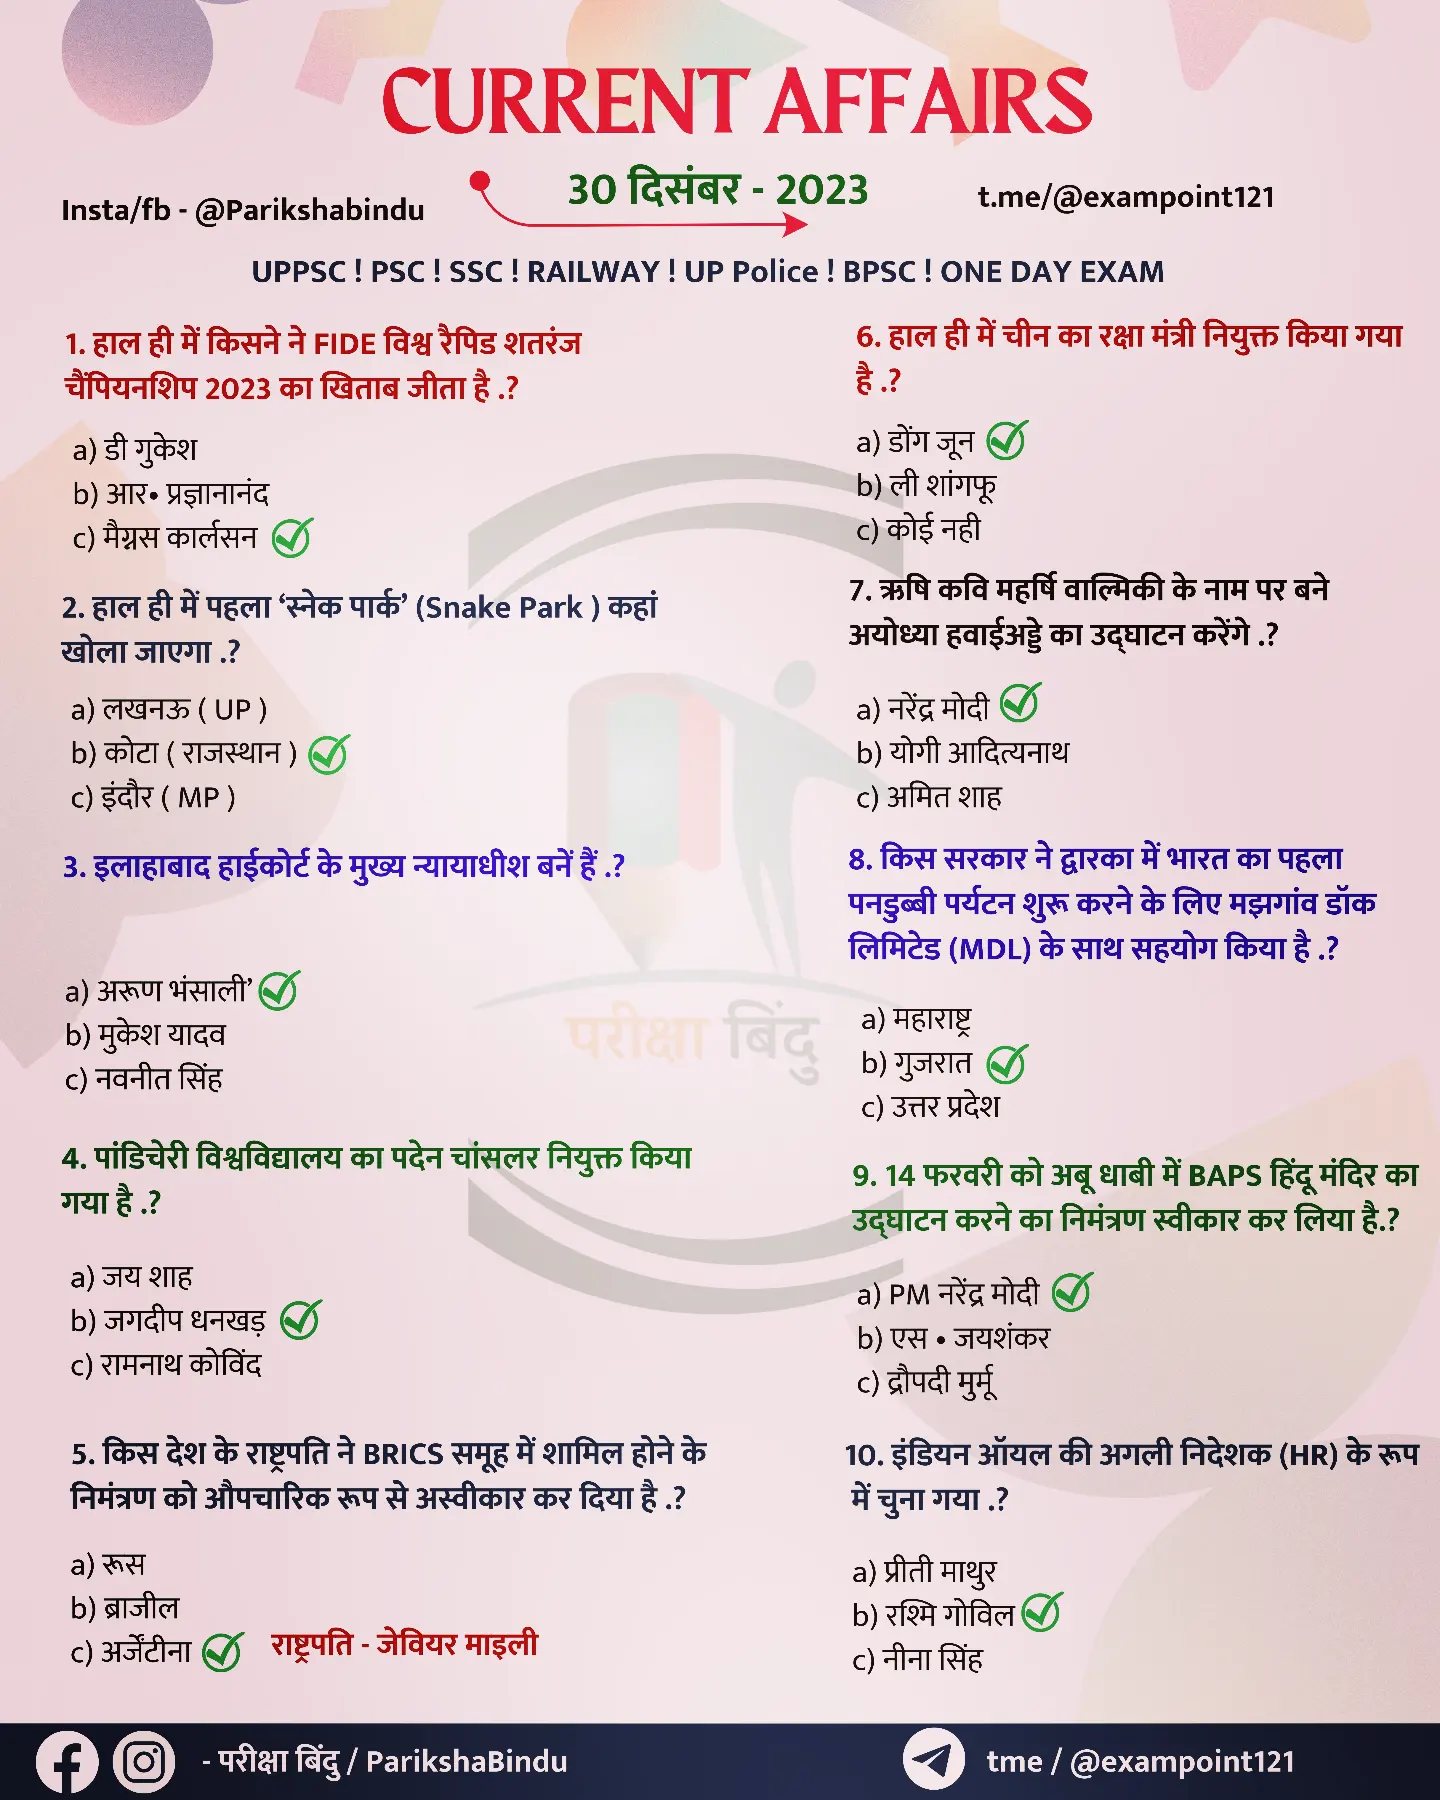 CURRENT AFFAIRS
30 दिसंबर - 2023
Insta/fb - @Parikshabindu
t.me/@exampoint121
UPPSC ! PSC ! SSC ! RAILWAY ! UP Police ! BPSC ! ONE DAY EXAM
1. हाल ही में किसने ने FIDE विश्व रैपिड शतरंज
चैंपियनशिप 2023 का खिताब जीता है .?
a) डी गुकेश
b) आर• प्रज्ञानानंद
c) मैग्नस कार्लसन
2. हाल ही में पहला ‘स्नेक पार्क’ (Snake Park ) कहां
खोला जाएगा .?
a) लखनऊ ( UP )
b) कोटा ( राजस्थान )
c) इंदौर ( MP )
3. इलाहाबाद हाईकोर्ट के मुख्य न्यायाधीश बनें हैं .?
a) अरूण भंसाली’
b) मुकेश यादव
c) नवनीत सिंह
4. पांडिचेरी विश्वविद्यालय का पदेन चांसलर नियुक्त किया
गया है .?
a) जय शाह
b) जगदीप धनखड़
c) रामनाथ कोविंद
5. किस देश के राष्ट्रपति ने BRICS समूह में शामिल होने के
निमंत्रण को औपचारिक रूप से अस्वीकार कर दिया है .?
a) रूस
b) ब्राजील
c) अर्जेंटीना
राष्ट्रपति - जेवियर माइली
6. हाल ही में चीन का रक्षा मंत्री नियुक्त किया गया
है .?
a) डोंग जून
b) ली शांगफू
c) कोई नही
7. ऋषि कवि महर्षि वाल्मिकी के नाम पर बने
अयोध्या हवाईअड्डे का उद्घाटन करेंगे .?
a) नरेंद्र मोदी
b) योगी आदित्यनाथ
c) अमित शाह
8. किस सरकार ने द्वारका में भारत का पहला
पनडुब्बी पर्यटन शुरू करने के लिए मझगांव डॉक
लिमिटेड (MDL) के साथ सहयोग किया है .?
a) महाराष्ट्र
b) गुजरात
c) उत्तर प्रदेश
9. 14 फरवरी को अबू धाबी में BAPS हिंदू मंदिर का
उद्घाटन करने का निमंत्रण स्वीकार कर लिया है.?
a) PM नरेंद्र मोदी
b) एस • जयशंकर
c) द्रौपदी मुर्मू
10. इंडियन ऑयल की अगली निदेशक (HR) के रूप
में चुना गया .?
a) प्रीती माथुर
b) रश्मि गोविल
c) नीना सिंह
परीक्षा बिंदु
- परीक्षा बिंदु / ParikshaBindu
tme / @exampoint121